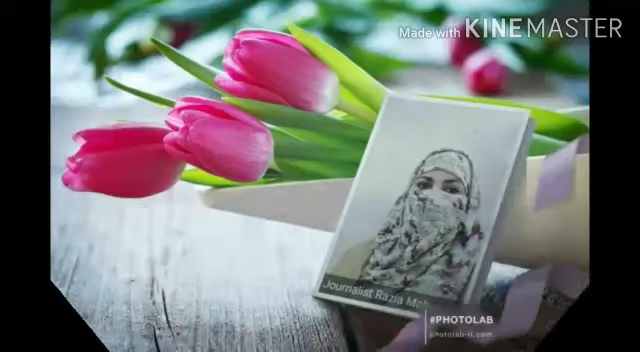 Made with KINEMASTER
Journalist Razia
#PHOTOLAB
photolab-it.com